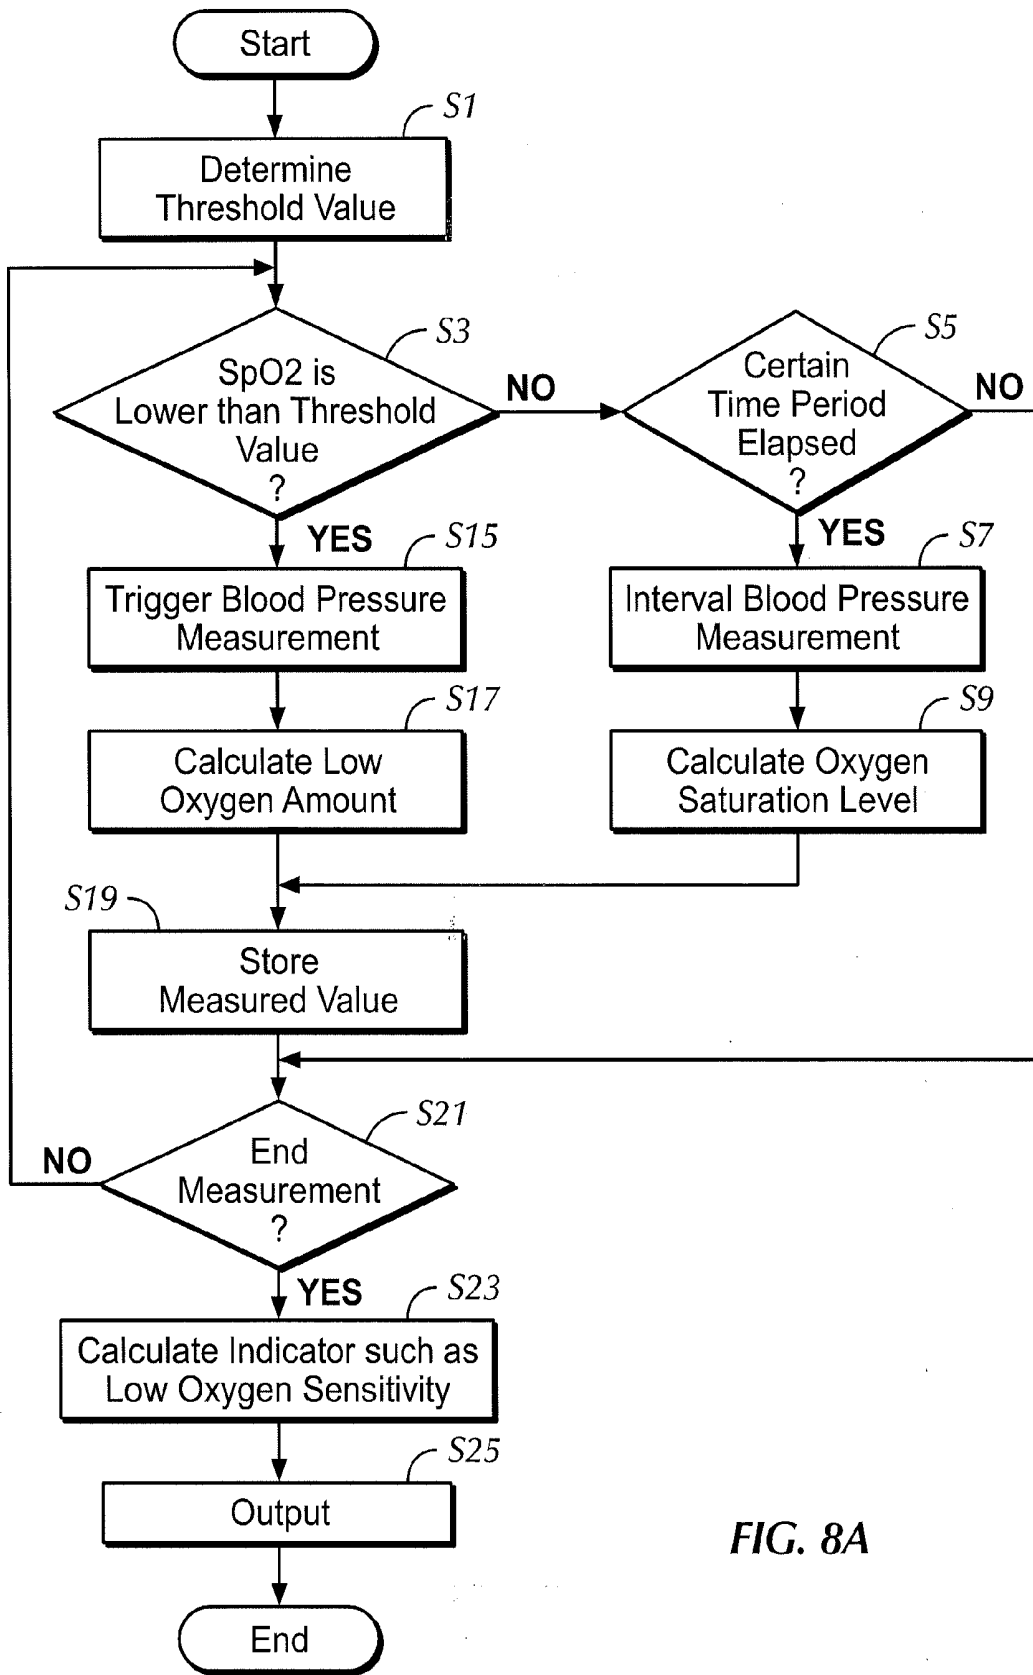 Start
S1
Determine
Threshold Value
S3
SpO2 is
Lower than Threshold
Value
?
NO
S5
Certain
Time Period
Elapsed
?
NO
YES
S15
Trigger Blood Pressure
Measurement
YES
S7
Interval Blood Pressure
Measurement
S17
Calculate Low
Oxygen Amount
S9
Calculate Oxygen
Saturation Level
S19
Store
Measured Value
S21
End
Measurement
?
NO
YES
S23
Calculate Indicator such as
Low Oxygen Sensitivity
S25
Output
End
FIG. 8A